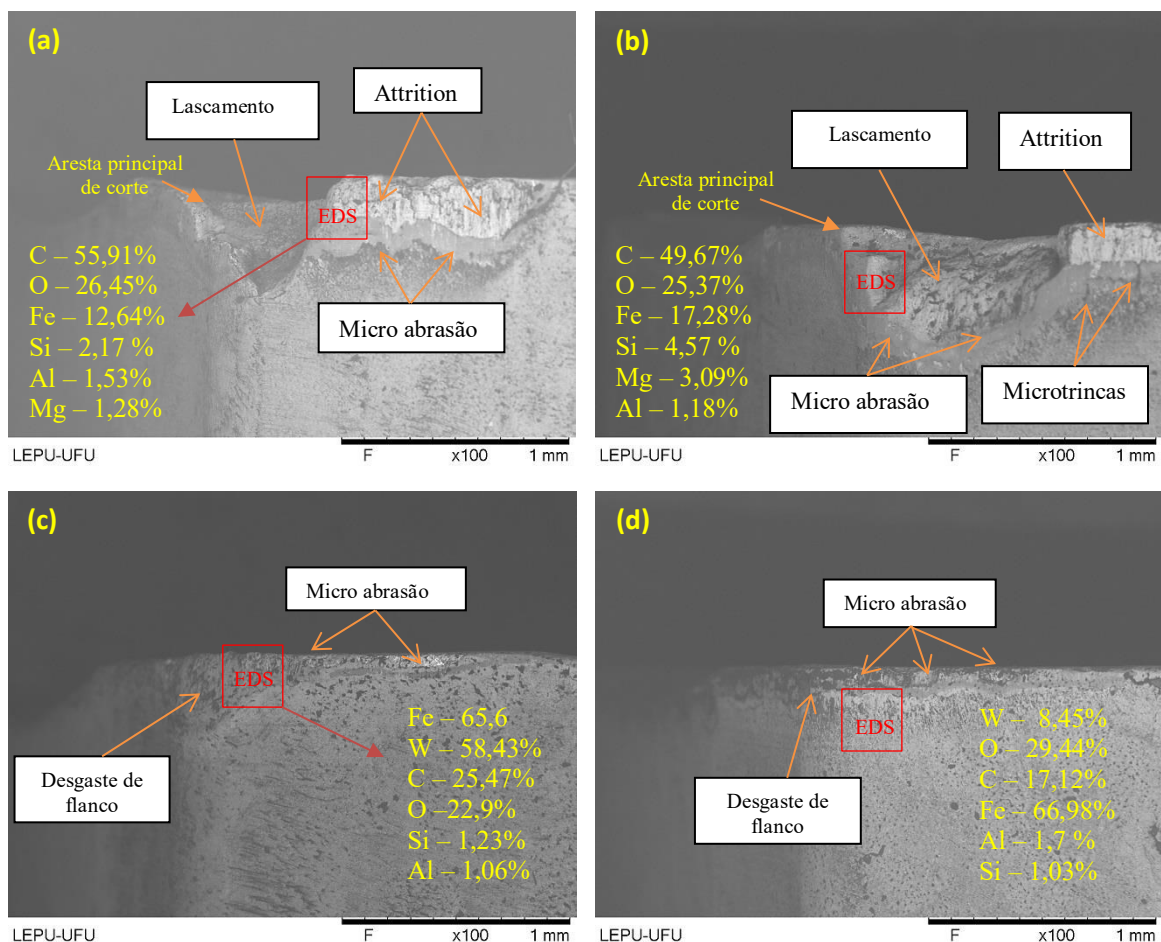 (a)
Lascamento
Attrition
Aresta principal
de corte
EDS
C – 55,91%
O – 26,45%
Fe – 12,64%
Si – 2,17 %
Al – 1,53%
Mg – 1,28%
Micro abrasão
LEPU-UFU
F
x100
1 mm
(b)
Lascamento
Attrition
Aresta principal
de corte
EDS
C – 49,67%
O – 25,37%
Fe – 17,28%
Si – 4,57 %
Mg – 3,09%
Al – 1,18%
Micro abrasão
Microtrincas
LEPU-UFU
F
x100
1 mm
(c)
Micro abrasão
EDS
Desgaste de
flanco
Fe – 65,6
W – 58,43%
C – 25,47%
O –22,9%
Si – 1,23%
Al – 1,06%
LEPU-UFU
F
x100
1 mm
(d)
Micro abrasão
EDS
Desgaste de
flanco
W – 8,45%
O – 29,44%
C – 17,12%
Fe – 66,98%
Al – 1,7 %
Si – 1,03%
LEPU-UFU
F
x100
1 mm